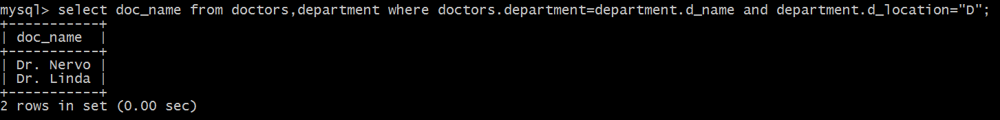 mysql> select doc_name from doctors,department where doctors.department=department.d_name and department.d_location="D";
+-----------+
| doc_name  |
+-----------+
| Dr. Nervo |
| Dr. Linda |
+-----------+
2 rows in set (0.00 sec)